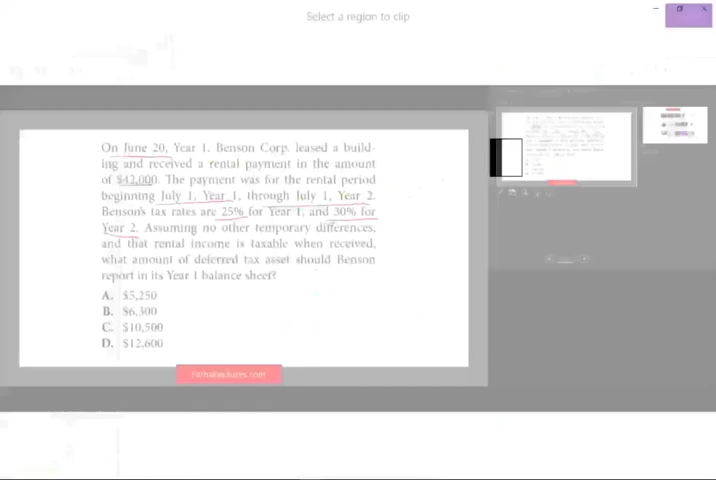 Select a region to clip
On June 20, Year 1, Benson Corp. leased a build-
ing and received a rental payment in the amount
of $42,000. The payment was for the rental period
beginning July 1, Year 1, through July 1, Year 2.
Benson's tax rates are 25% for Year 1, and 30% for
Year 2. Assuming no other temporary differences,
and that rental income is taxable when received,
what amount of deferred tax asset should Benson
report in its Year 1 balance sheet?
A. $5,250
B. $6,300
C. $10,500
D. $12,600
Farhatlectures.com